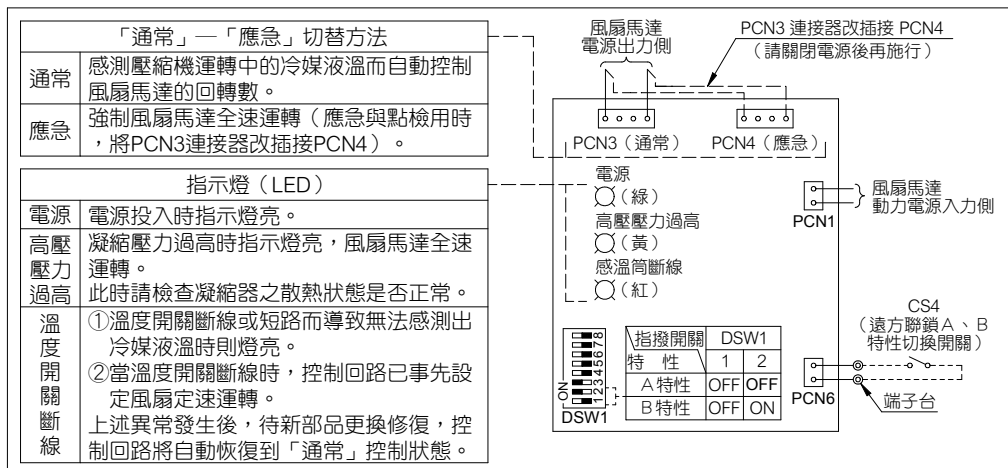 「通常」—「應急」切替方法
通常
感測壓縮機運轉中的冷媒液溫而自動控制
風扇馬達的回轉數。
應急
強制風扇馬達全速運轉（應急與點檢用時
，將PCN3連接器改插接PCN4）。
指示燈（LED）
電源
電源投入時指示燈亮。
高壓
壓力
過高
凝縮壓力過高時指示燈亮，風扇馬達全速
運轉。
此時請檢查凝縮器之散熱狀態是否正常。
溫
度
開
關
斷
線
①溫度開關斷線或短路而導致無法感測出
冷媒液溫時則燈亮。
②當溫度開關斷線時，控制回路已事先設
定風扇定速運轉。
上述異常發生後，待新部品更換修復，控
制回路將自動恢復到「通常」控制狀態。
風扇馬達
電源出力側
PCN3 連接器改插接 PCN4
（請關閉電源後再施行）
PCN3（通常）
PCN4（應急）
電源
（綠）
高壓壓力過高
（黃）
感溫筒斷線
（紅）
PCN1
風扇馬達
動力電源入力側
ON
1 2 3 4 5 6 7 8
DSW1
指撥開關 DSW1
特 性 1 2
A特性 OFF OFF
B特性 OFF ON
PCN6
CS4
（遠方聯鎖A、B
特性切換開關）
端子台